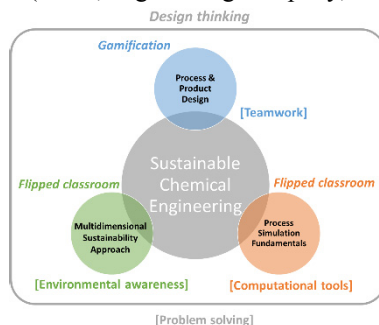 Design thinking
Gamification
Process &
Product
Design
[Teamwork]
Sustainable
Chemical
Engineering
Flipped classroom
Flipped classroom
Multidimensional
Sustainability
Approach
Process
Simulation
Fundamentals
[Environmental awareness]
[Computational tools]
[Problem solving]